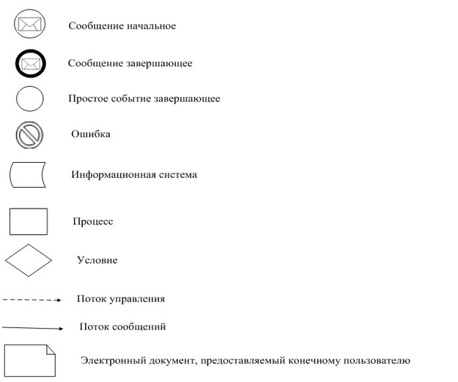 Сообщение начальное
Сообщение завершающее
Простое событие завершающее
Ошибка
Информационная система
Процесс
Условие
Поток управления
Поток сообщений
Электронный документ, предоставляемый конечному пользователю